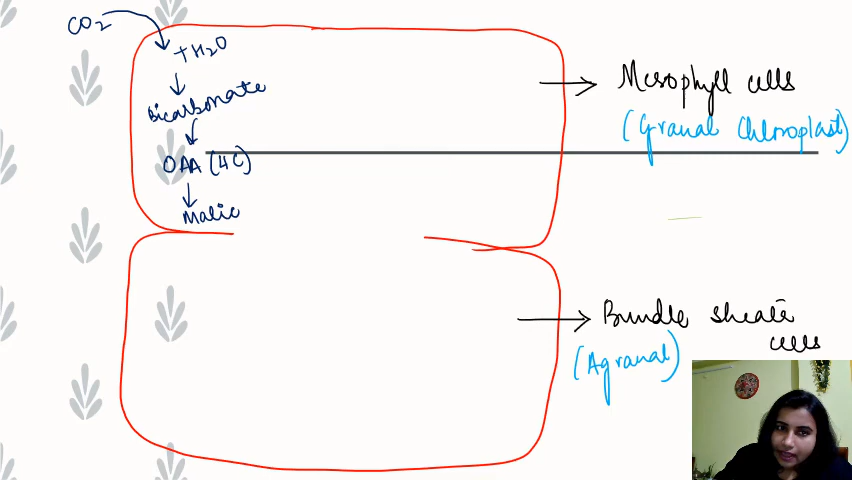 CO2
+H2O
Bicarbonate
OAA (4C)
Malic
Mesophyll cells
(Granal Chloroplast)
Bundle sheath
cells
(Agranal)